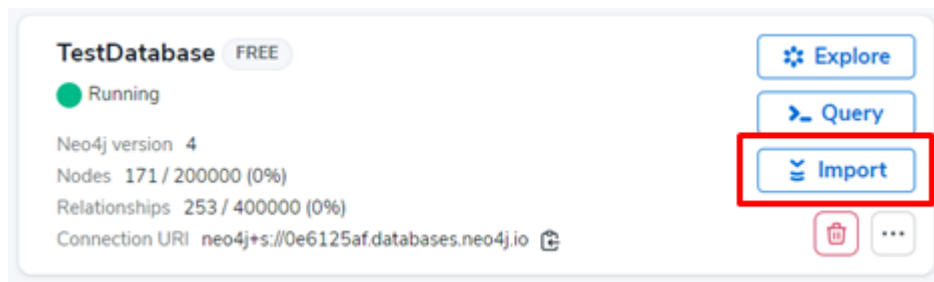 TestDatabase FREE
Running
Neo4j version 4
Nodes 171 / 200000 (0%)
Relationships 253 / 400000 (0%)
Connection URI neo4j+s://0e6125af.databases.neo4j.io
Explore
Query
Import